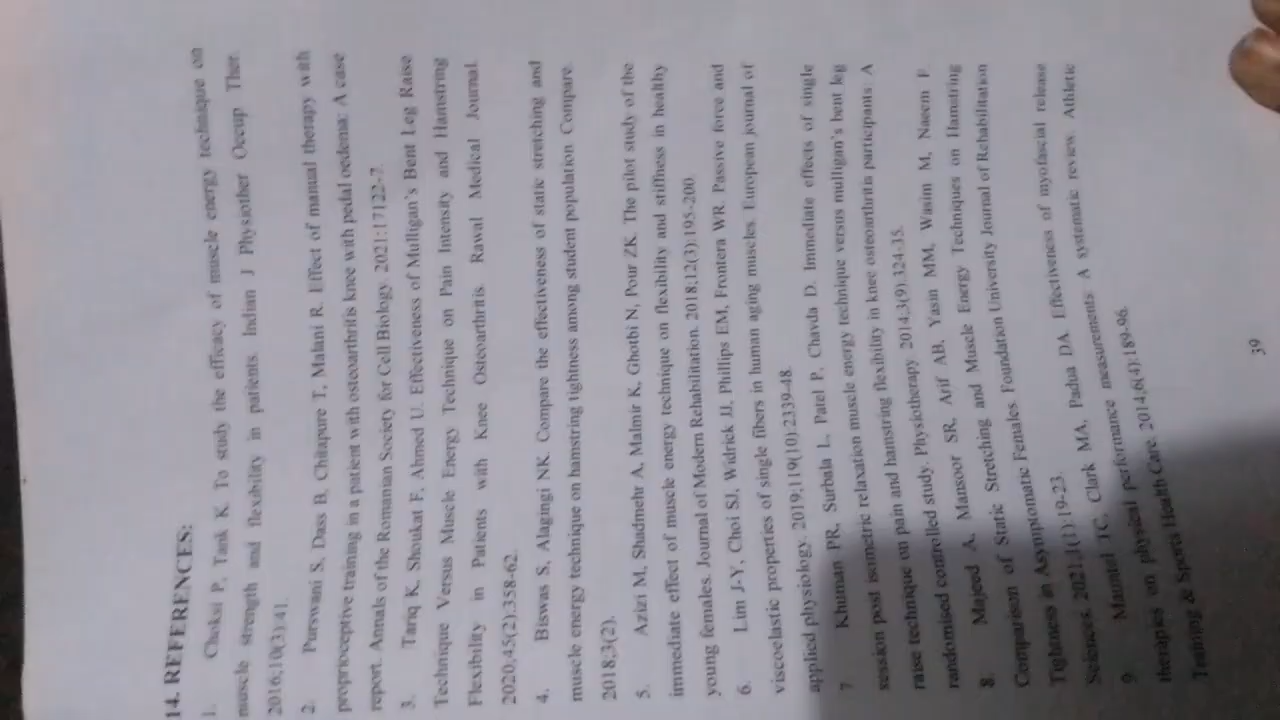 14. REFERENCES:
1. Choksi P, Tank K. To study the efficacy of muscle energy technique on
muscle strength and flexibility in patients. Indian J Physiother Occup Ther.
2016;10(3):41.
2. Purswani S, Dass B, Chitapure T, Malani R. Effect of manual therapy with
proprioceptive training in a patient with osteoarthritis knee with pedal oedema: A case
report. Annals of the Romanian Society for Cell Biology. 2021:17122-7.
3. Tariq K, Shoukat F, Ahmed U. Effectiveness of Mulligan's Bent Leg Raise
Technique Versus Muscle Energy Technique on Pain Intensity and Hamstring
Flexibility in Patients with Knee Osteoarthritis. Rawal Medical Journal.
2020;45(2):358-62.
4. Biswas S, Alagingi NK. Compare the effectiveness of static stretching and
muscle energy technique on hamstring tightness among student population Compare.
2018;3(2).
5. Azizi M, Shadmehr A, Malmir K, Ghotbi N, Pour ZK. The pilot study of the
immediate effect of muscle energy technique on flexibility and stiffness in healthy
young females. Journal of Modern Rehabilitation. 2018;12(3):195-200.
6. Lim J-Y, Choi SJ, Widrick JJ, Phillips EM, Frontera WR. Passive force and
viscoelastic properties of single fibers in human aging muscles. European journal of
applied physiology. 2019;119(10):2339-48.
7. Khuman PR, Surbala L, Patel P, Chavda D. Immediate effects of single
session post isometric relaxation muscle energy technique versus mulligan's bent leg
raise technique on pain and hamstring flexibility in knee osteoarthritis participants: A
randomised controlled study. Physiotherapy. 2014;3(9):324-35.
8. Majeed A, Mansoor SR, Arif AB, Yasin MM, Wasim M, Naeem F.
Comparison of Static Stretching and Muscle Energy Techniques on Hamstring
Tightness in Asymptomatic Females. Foundation University Journal of Rehabilitation
Sciences. 2021;1(1):19-23.
9. Mauntel TC, Clark MA, Padua DA. Effectiveness of myofascial release
therapies on physical performance measurements: A systematic review. Athletic
Training & Sports Health Care. 2014;6(4):189-96.
39